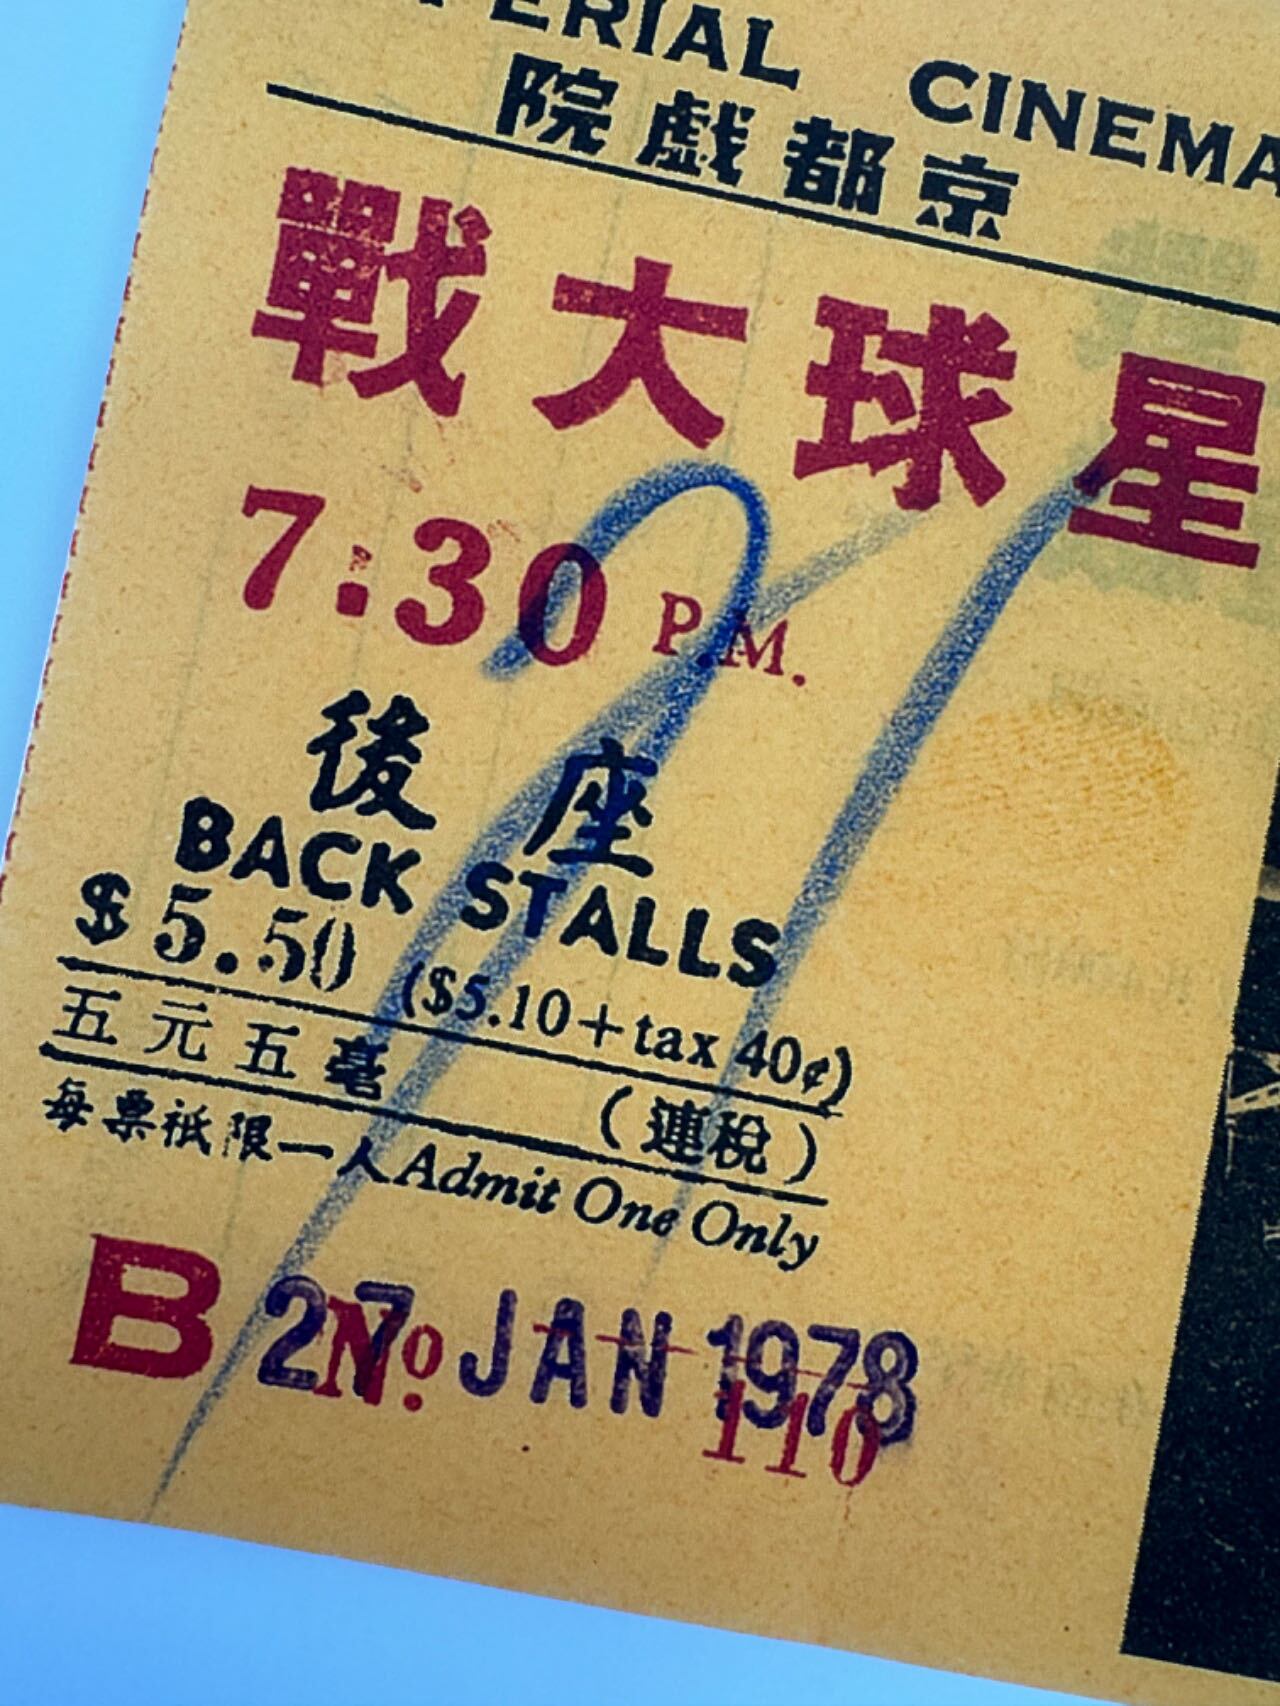 PERIAL CINEMA
京都戲院
星球大戰
7:30 P.M.
後座
BACK STALLS
$5.50 ($5.10+tax 40¢)
五元五毫 (連稅)
每票祇限一人 Admit One Only
B No 110
27 JAN 1978